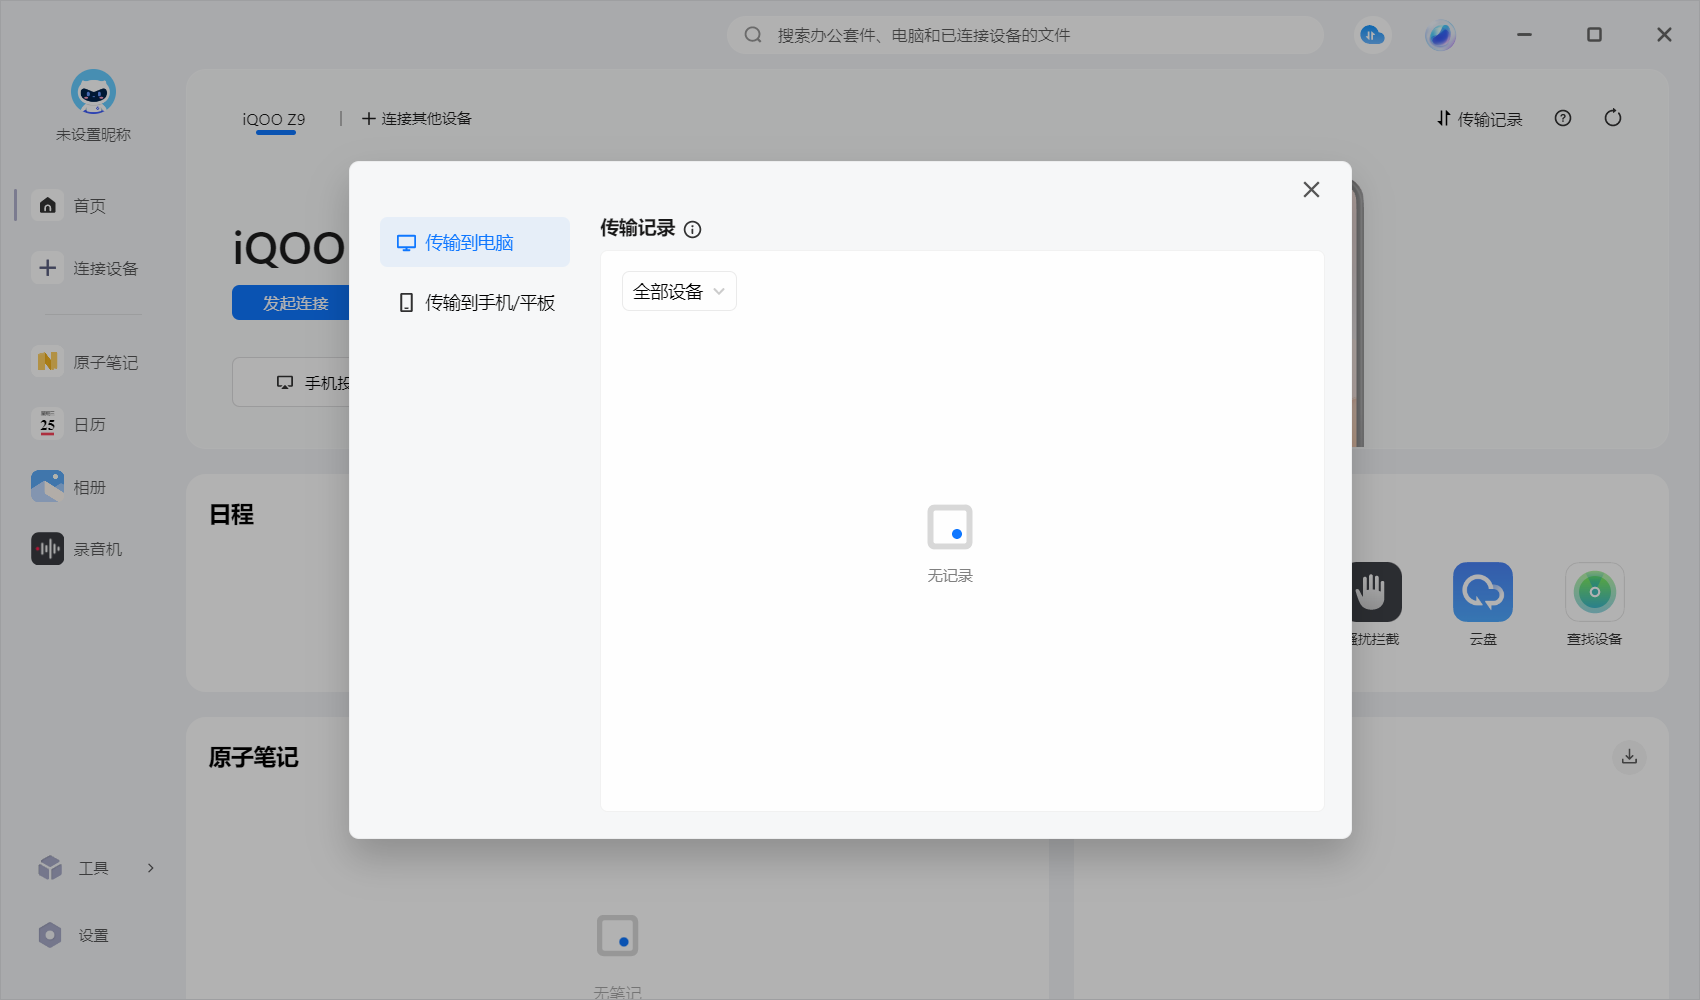 搜索办公套件、电脑和已连接设备的文件
未设置昵称
首页
连接设备
原子笔记
25
日历
相册
录音机
工具
设置
iQOO Z9
连接其他设备
传输记录
iQOO
发起连接
手机投
传输到电脑
传输到手机/平板
传输记录
全部设备
无记录
日程
骚扰拦截
云盘
查找设备
原子笔记
无笔记